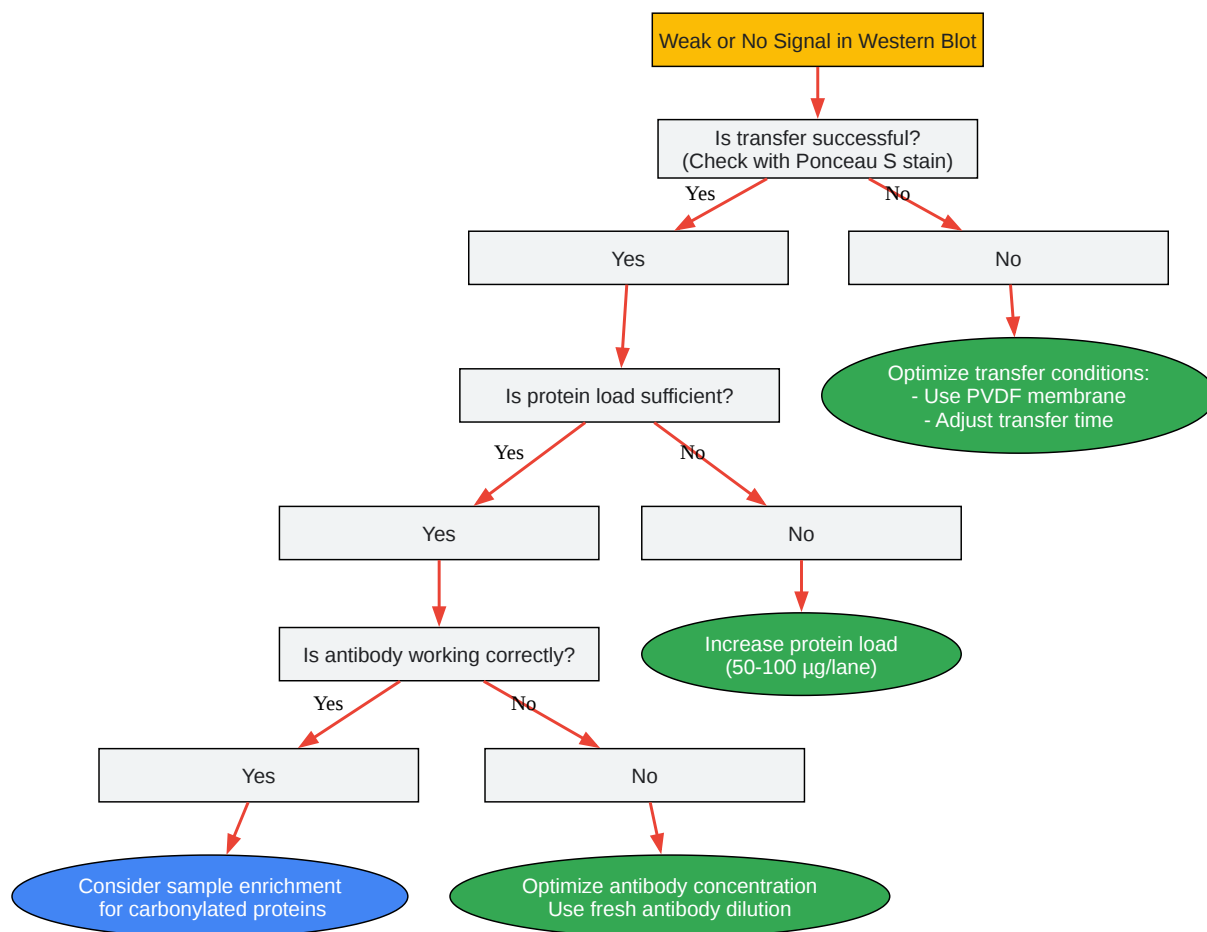 Weak or No Signal in Western Blot
Is transfer successful?
(Check with Ponceau S stain)
Yes
No
Yes
No
Optimize transfer conditions:
- Use PVDF membrane
- Adjust transfer time
Is protein load sufficient?
Yes
No
Yes
No
Increase protein load
(50-100 µg/lane)
Is antibody working correctly?
Yes
No
Yes
No
Consider sample enrichment
for carbonylated proteins
Optimize antibody concentration
Use fresh antibody dilution